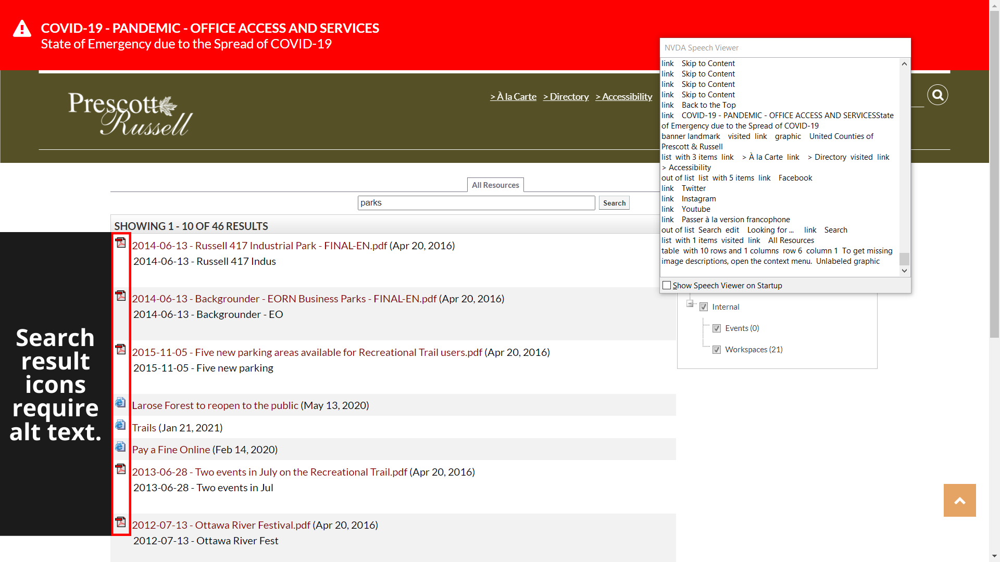 COVID-19 - PANDEMIC - OFFICE ACCESS AND SERVICES
State of Emergency due to the Spread of COVID-19
Prescott
Russell
> À la Carte > Directory > Accessibility
All Resources
parks Search
SHOWING 1 - 10 OF 46 RESULTS
2014-06-13 - Russell 417 Industrial Park - FINAL-EN.pdf (Apr 20, 2016)
2014-06-13 - Russell 417 Indus
2014-06-13 - Backgrounder - EORN Business Parks - FINAL-EN.pdf (Apr 20, 2016)
2014-06-13 - Backgrounder - EO
2015-11-05 - Five new parking areas available for Recreational Trail users.pdf (Apr 20, 2016)
2015-11-05 - Five new parking
Larose Forest to reopen to the public (May 13, 2020)
Trails (Jan 21, 2021)
Pay a Fine Online (Feb 14, 2020)
2013-06-28 - Two events in July on the Recreational Trail.pdf (Apr 20, 2016)
2013-06-28 - Two events in Jul
2012-07-13 - Ottawa River Festival.pdf (Apr 20, 2016)
2012-07-13 - Ottawa River Fest
Search
result
icons
require
alt text.
NVDA Speech Viewer
link Skip to Content
link Skip to Content
link Skip to Content
link Skip to Content
link Back to the Top
link COVID-19 - PANDEMIC - OFFICE ACCESS AND SERVICESState
of Emergency due to the Spread of COVID-19
banner landmark visited link graphic United Counties of
Prescott & Russell
list with 3 items link > À la Carte link > Directory visited link
> Accessibility
out of list list with 5 items link Facebook
link Twitter
link Instagram
link Youtube
link Passer à la version francophone
out of list Search edit Looking for ... link Search
list with 1 items visited link All Resources
table with 10 rows and 1 columns row 6 column 1 To get missing
image descriptions, open the context menu. Unlabeled graphic
Show Speech Viewer on Startup
Internal
Events (0)
Workspaces (21)